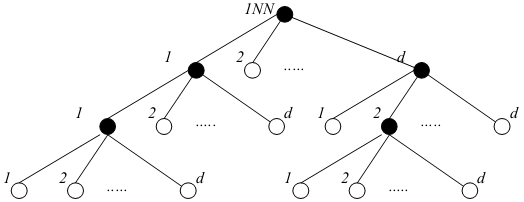 1NN
1 2 ..... d
1 2 ..... d 1 2 ..... d
1 2 ..... d 1 2 ..... d